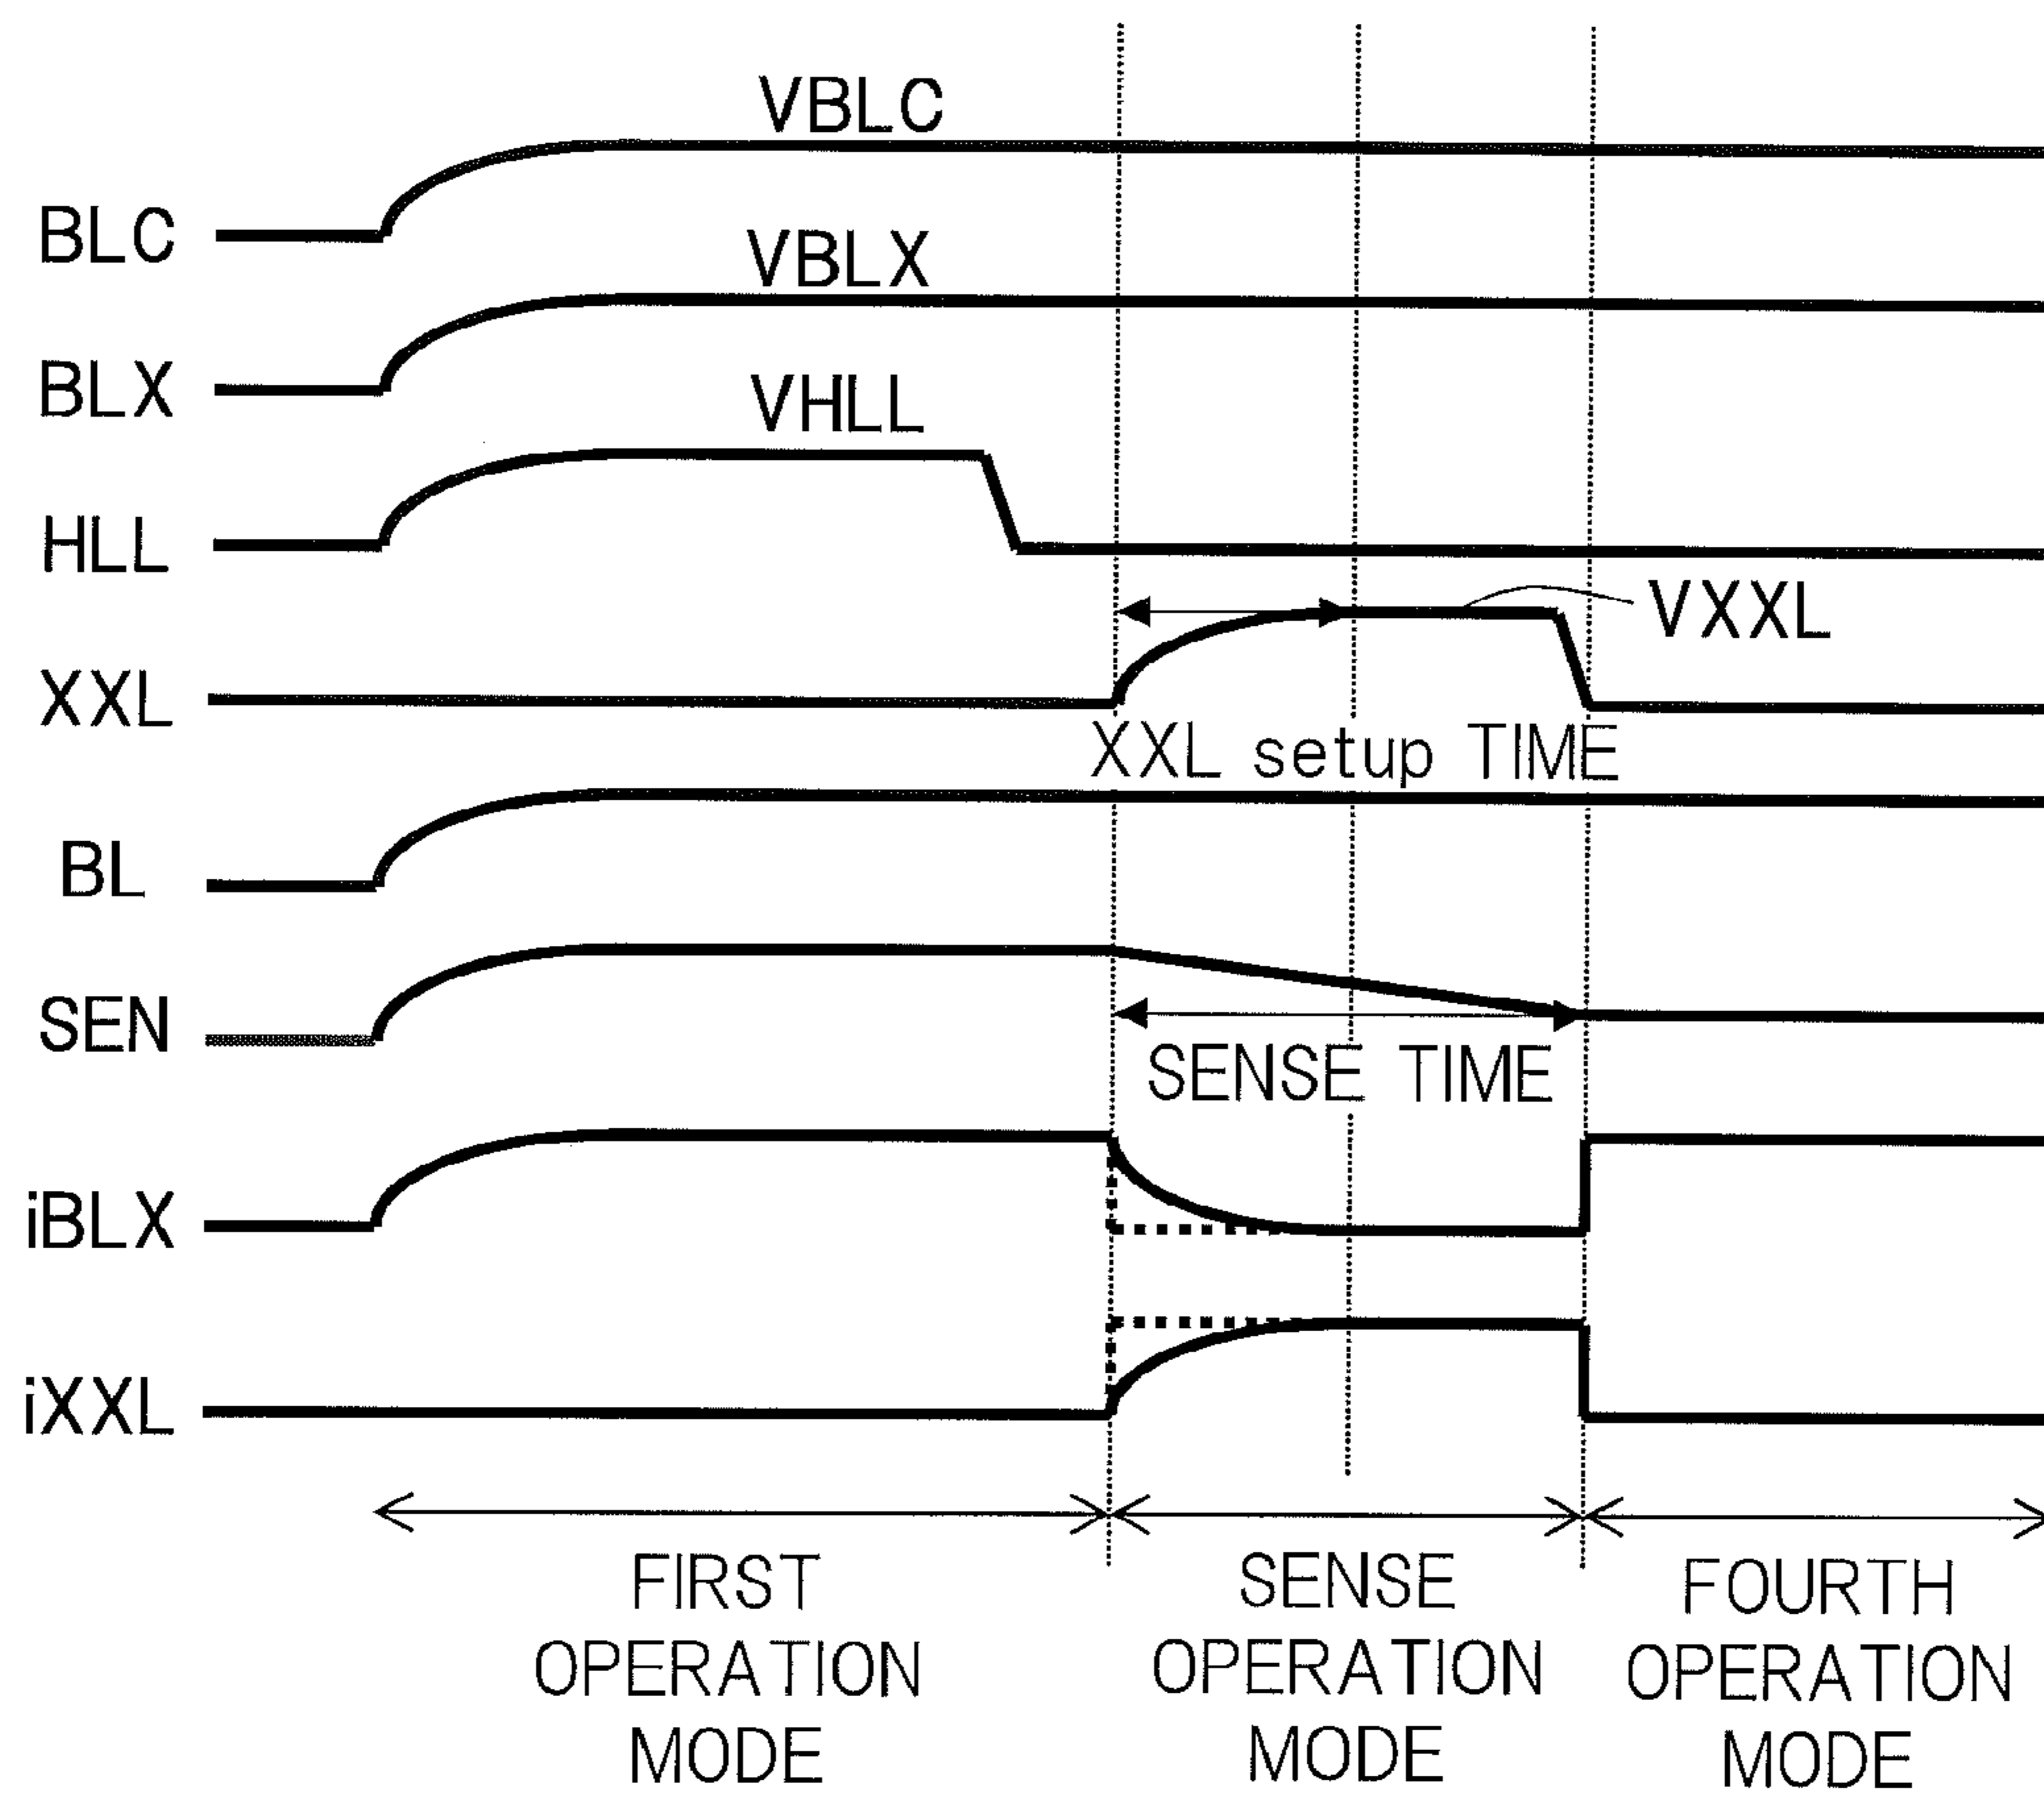 VBLC
BLC
VBLX
BLX
VHLL
HLL
VXXL
XXL
XXL setup TIME
BL
SEN
SENSE TIME
iBLX
iXXL
FIRST
OPERATION
MODE
SENSE
OPERATION
MODE
FOURTH
OPERATION
MODE